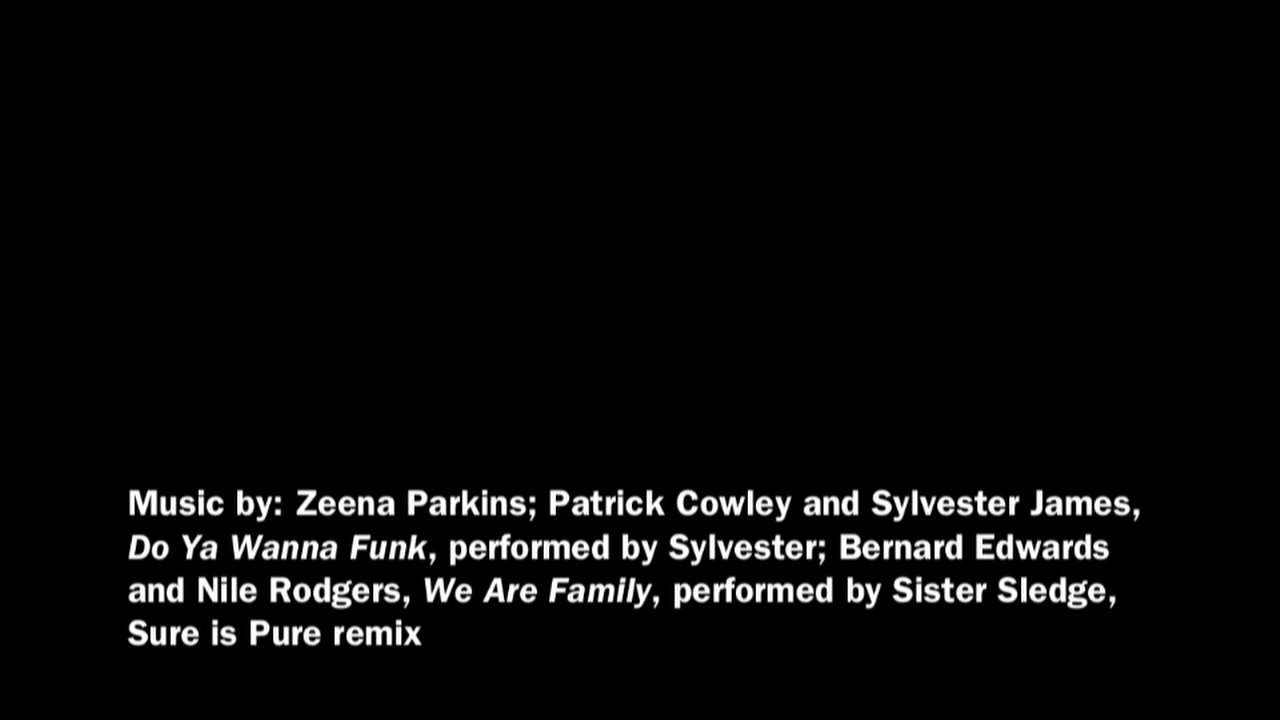 Music by: Zeena Parkins; Patrick Cowley and Sylvester James,
Do Ya Wanna Funk, performed by Sylvester; Bernard Edwards
and Nile Rodgers, We Are Family, performed by Sister Sledge,
Sure is Pure remix